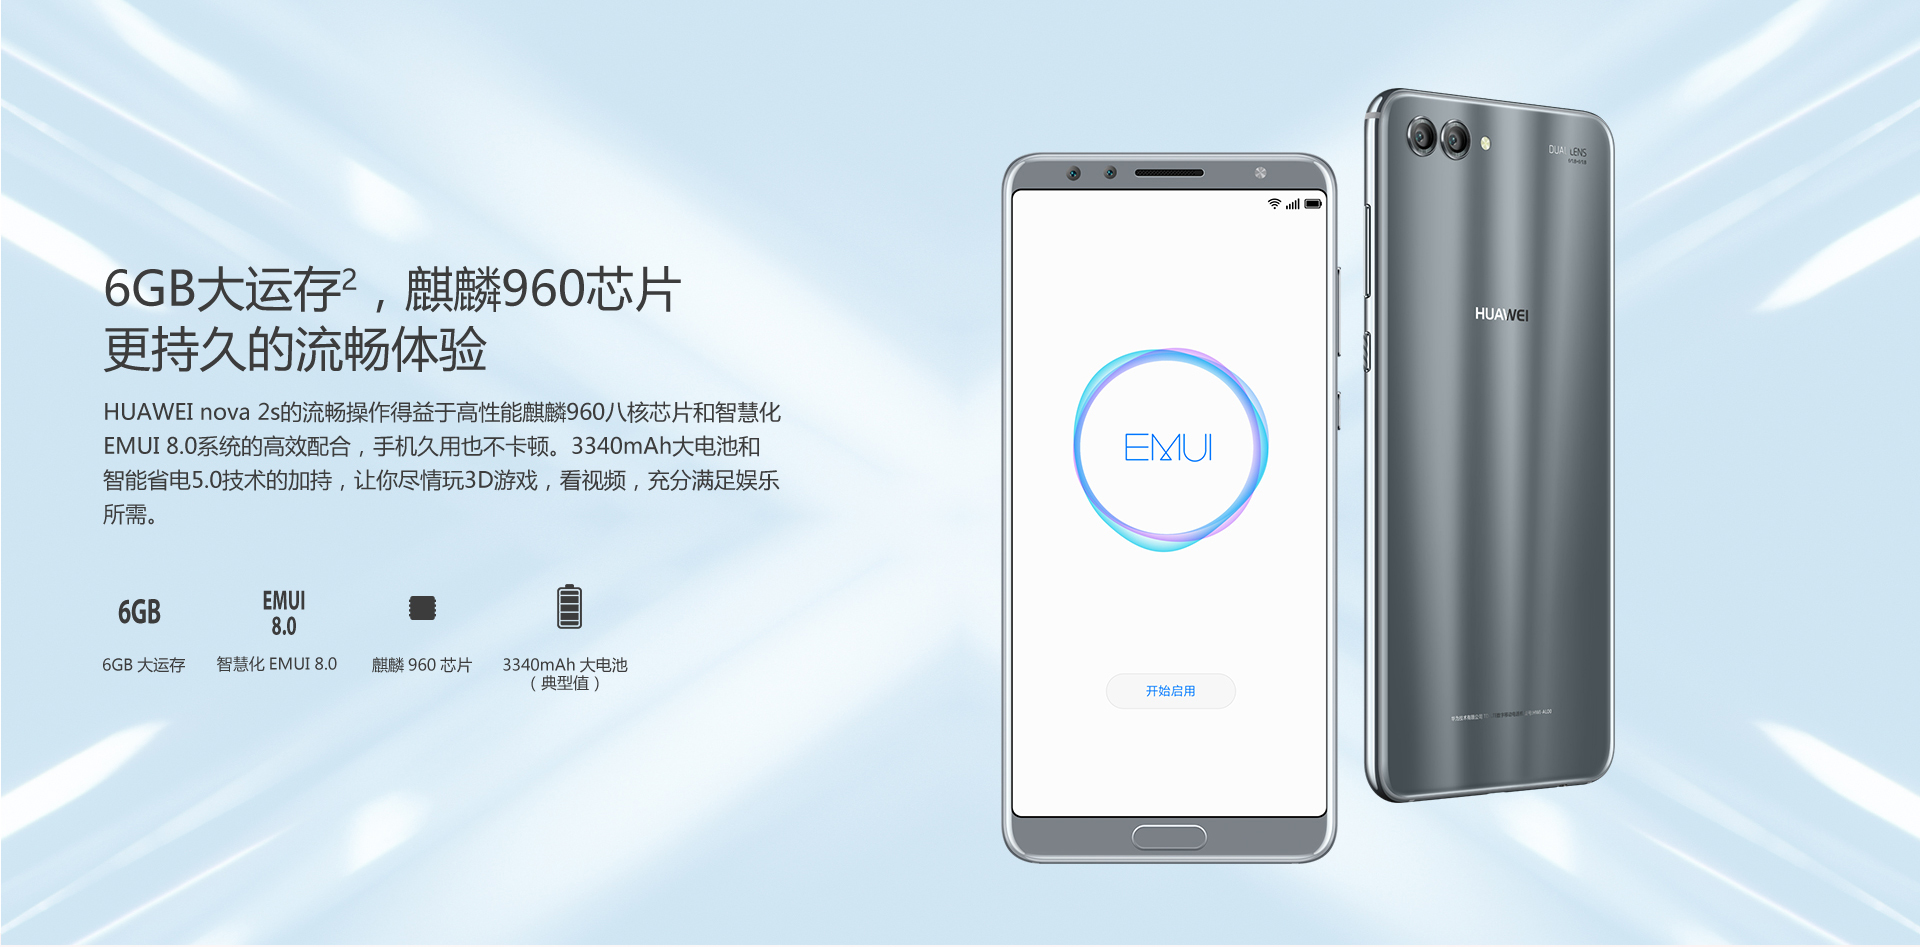 6GB大运存2，麒麟960芯片
更持久的流畅体验
HUAWEI nova 2s的流畅操作得益于高性能麒麟960八核芯片和智慧化
EMUI 8.0系统的高效配合，手机久用也不卡顿。3340mAh大电池和
智能省电5.0技术的加持，让你尽情玩3D游戏，看视频，充分满足娱乐
所需。
6GB
EMUI
8.0
6GB 大运存
智慧化 EMUI 8.0
麒麟 960 芯片
3340mAh 大电池
（典型值）
EMUI
开始启用
DUAL LENS
HUAWEI